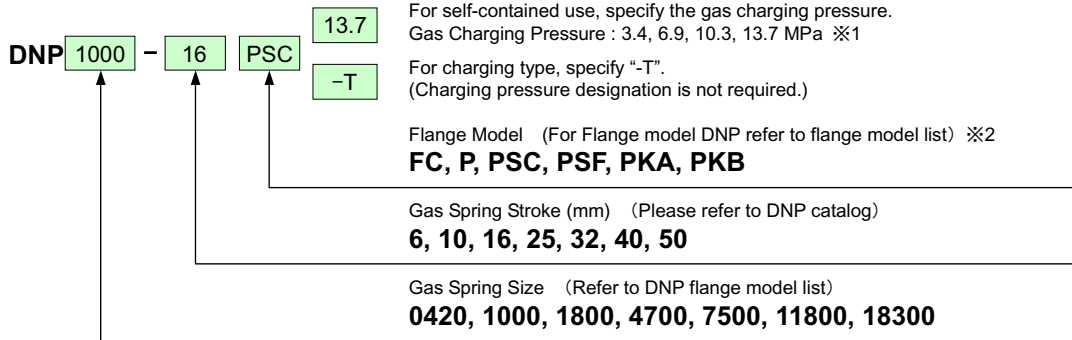 For self-contained use, specify the gas charging pressure.
13.7
Gas Charging Pressure : 3.4, 6.9, 10.3, 13.7 MPa ※1
DNP 1000 - 16 PSC
-T
For charging type, specify “-T”.
(Charging pressure designation is not required.)
Flange Model (For Flange model DNP refer to flange model list) ※2
FC, P, PSC, PSF, PKA, PKB
Gas Spring Stroke (mm) (Please refer to DNP catalog)
6, 10, 16, 25, 32, 40, 50
Gas Spring Size (Refer to DNP flange model list)
0420, 1000, 1800, 4700, 7500, 11800, 18300